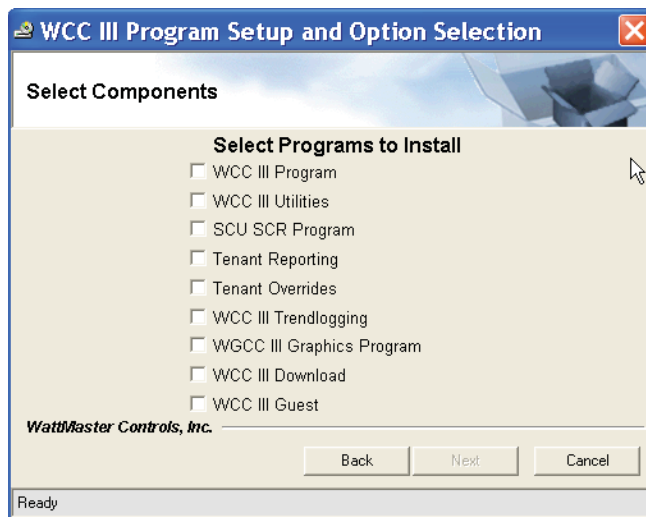 WCC III Program Setup and Option Selection
Select Components
Select Programs to Install
WCC III Program
WCC III Utilities
SCU SCR Program
Tenant Reporting
Tenant Overrides
WCC III Trendlogging
WGCC III Graphics Program
WCC III Download
WCC III Guest
WattMaster Controls, Inc.
Back Next Cancel
Ready